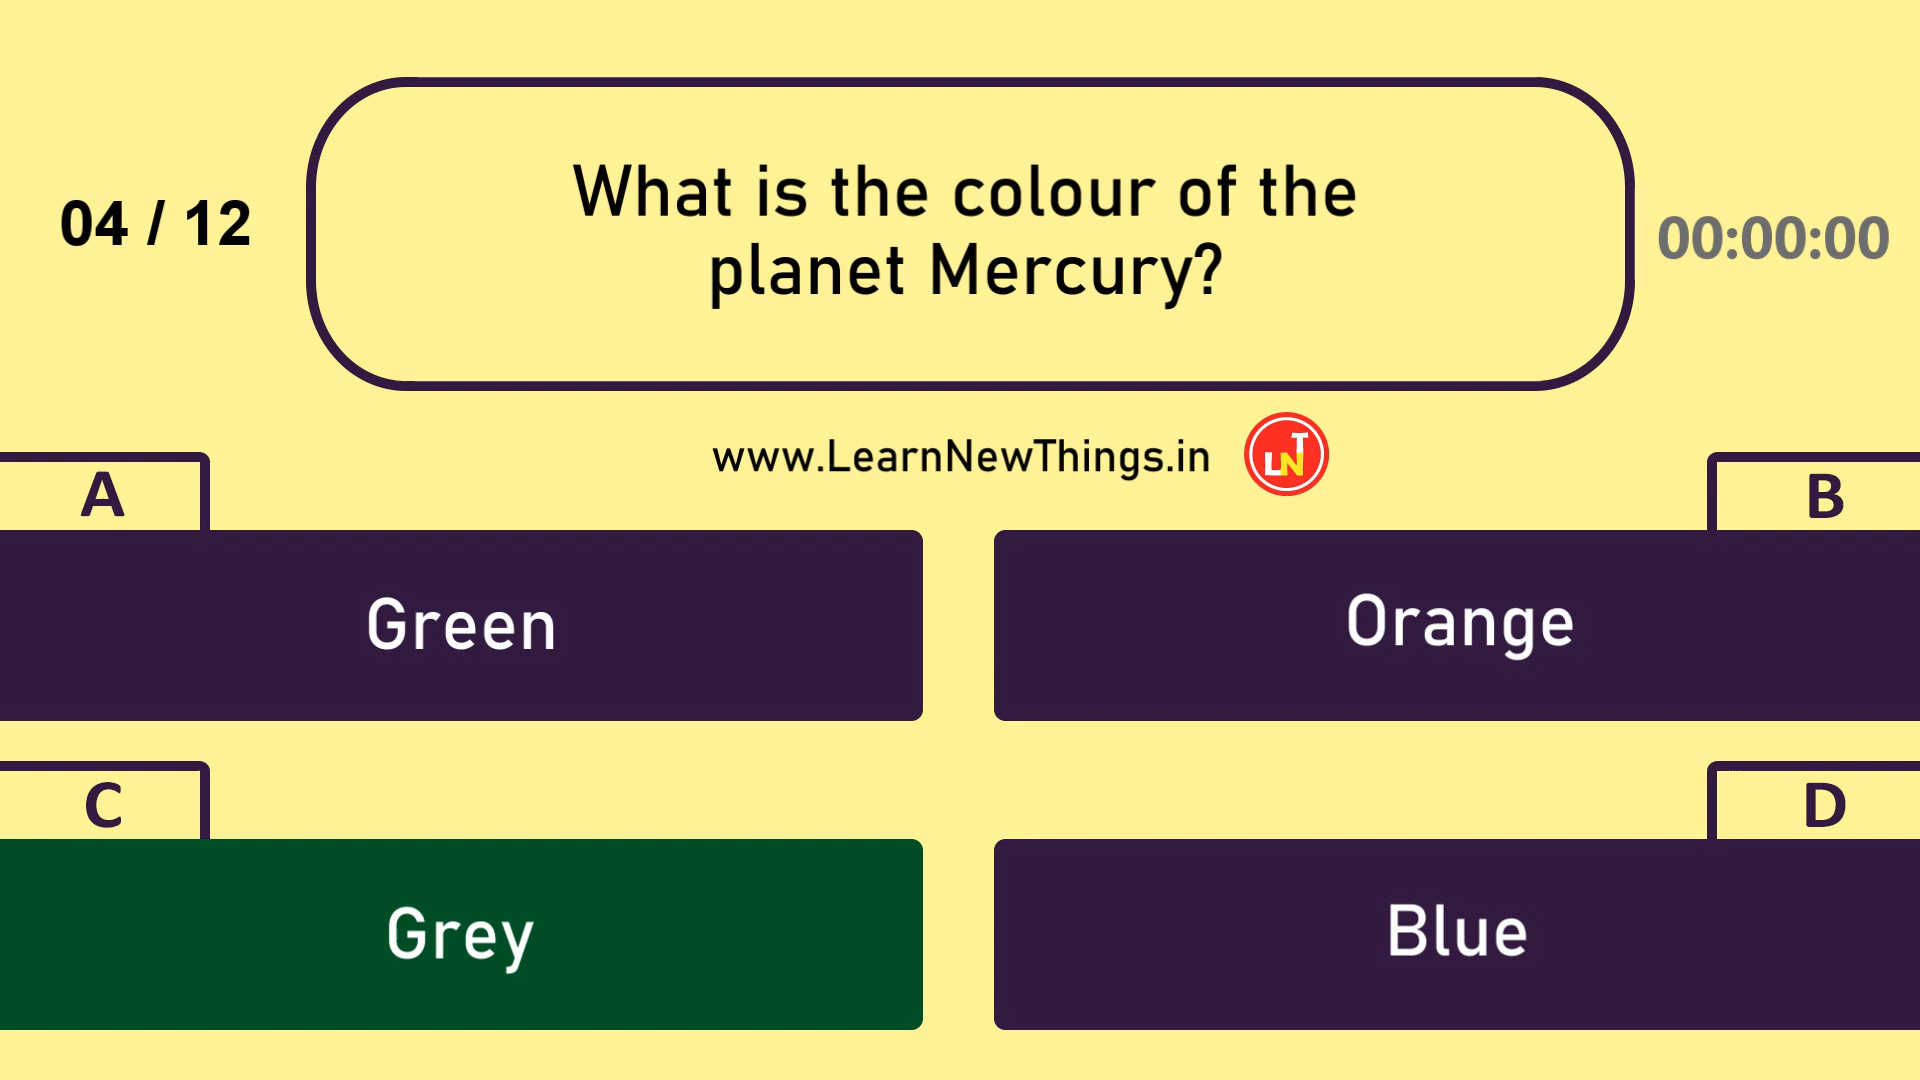 04 / 12
What is the colour of the
planet Mercury?
00:00:00
www.LearnNewThings.in
LNT
A
B
Green
Orange
C
D
Grey
Blue